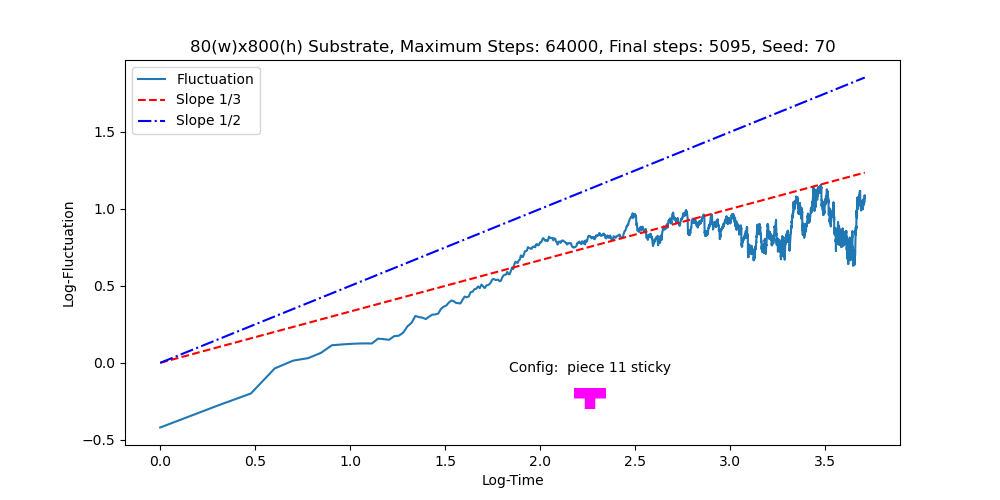 80(w)x800(h) Substrate, Maximum Steps: 64000, Final steps: 5095, Seed: 70
Fluctuation
Slope 1/3
Slope 1/2
Log-Fluctuation
1.5
1.0
0.5
0.0
−0.5
Config:  piece 11 sticky
0.0 0.5 1.0 1.5 2.0 2.5 3.0 3.5
Log-Time